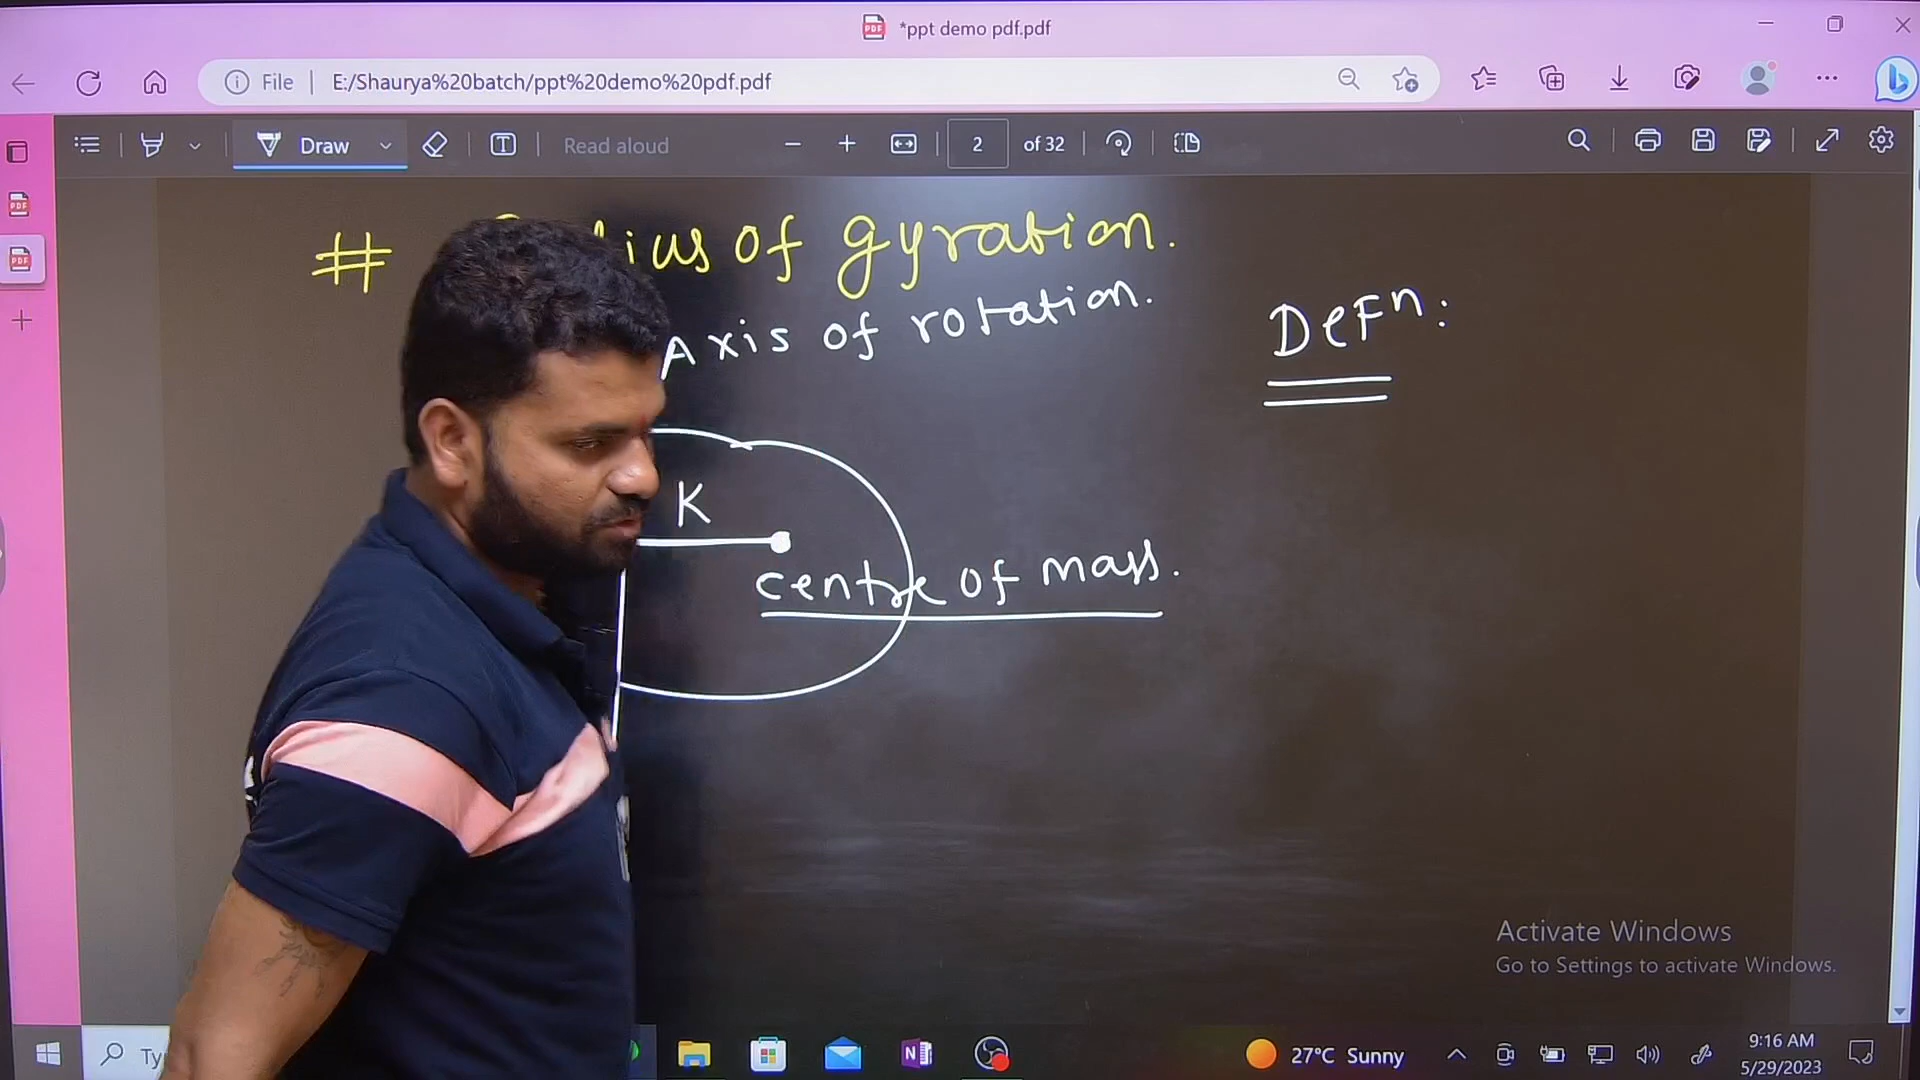 *ppt demo pdf.pdf
File E:/Shaurya%20batch/ppt%20demo%20pdf.pdf
Draw Read aloud 2 of 32
# ius of gyration.
Axis of rotation.
DeFn:
K
centre of mass.
Activate Windows
Go to Settings to activate Windows.
Ty
27°C Sunny
9:16 AM
5/29/2023